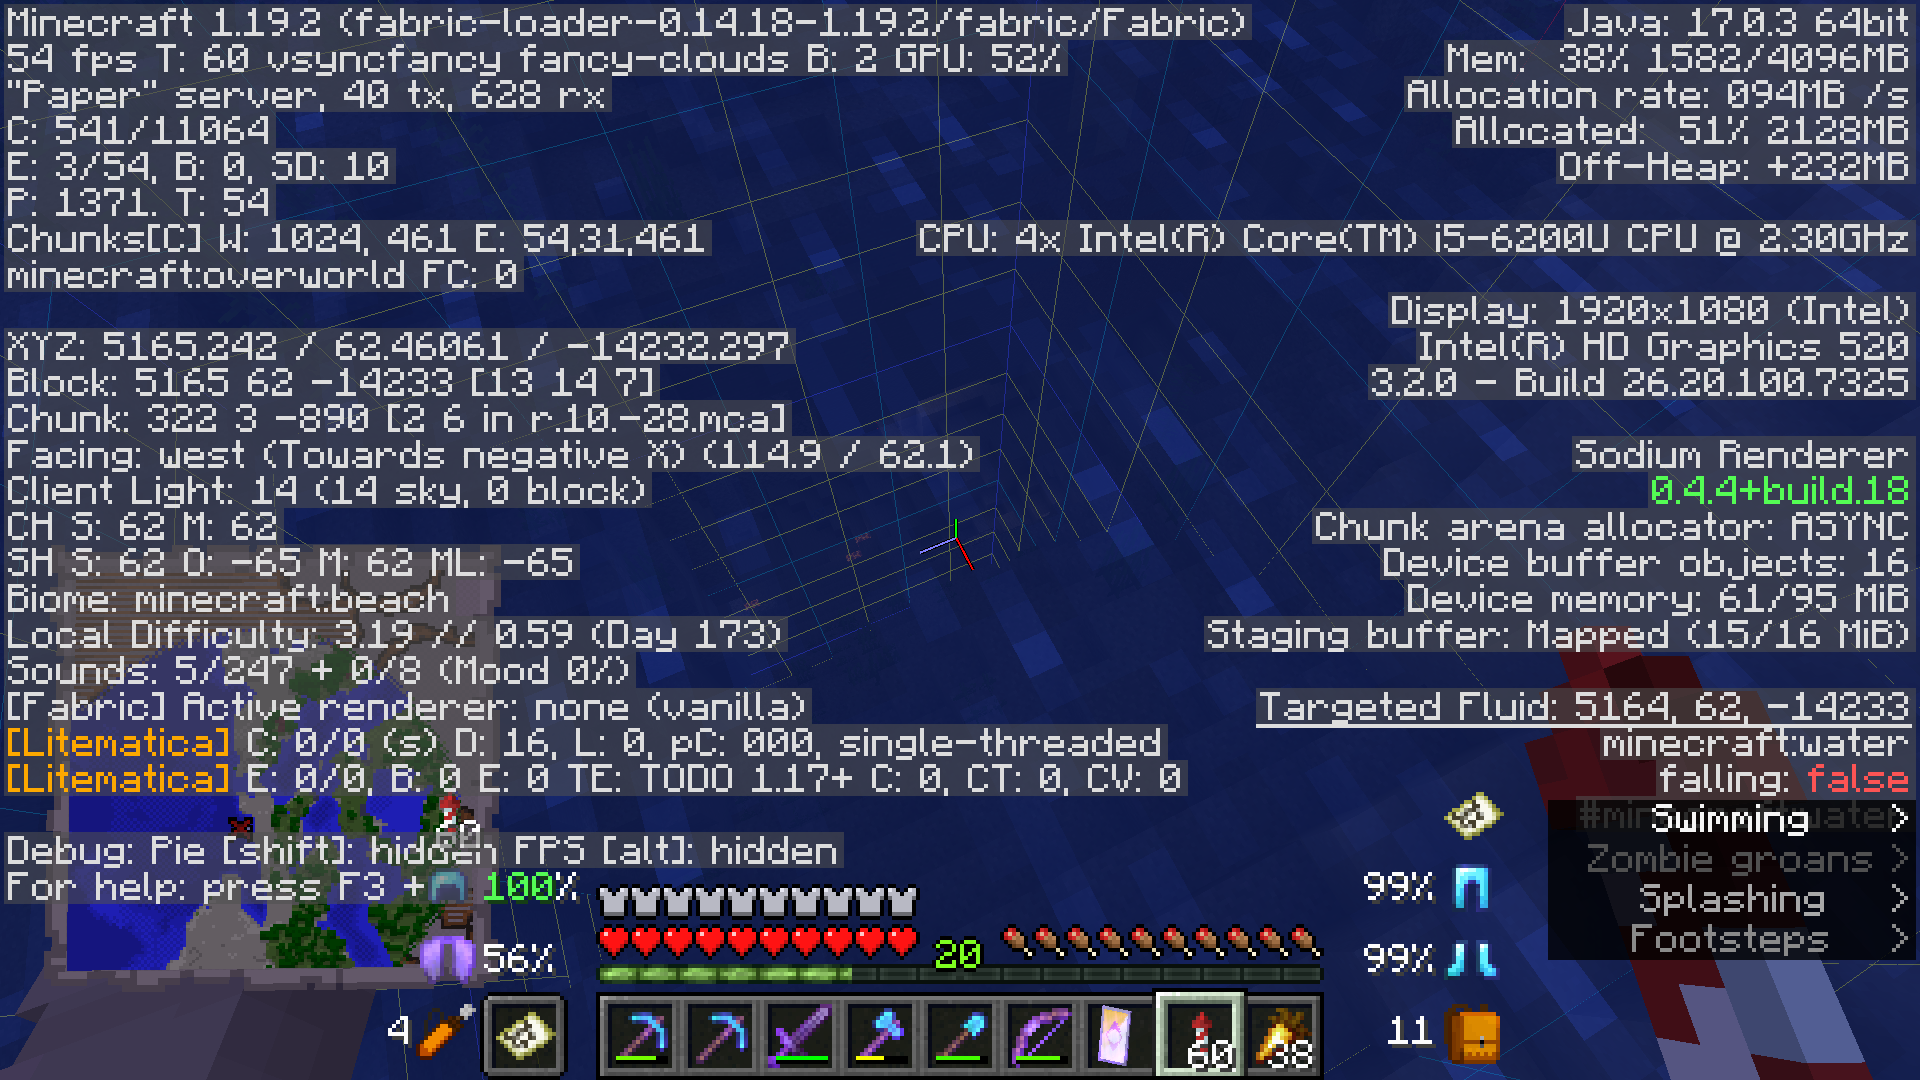 Minecraft 1.19.2 (fabric-loader-0.14.18-1.19.2/fabric/Fabric)
54 fps T: 60 vsyncfancy fancy-clouds B: 2 GPU: 52%
"Paper" server, 40 tx, 628 rx
C: 541/11064
E: 3/54, B: 0, SD: 10
P: 1371. T: 54
Chunks[C] W: 1024, 461 E: 54,31,461
minecraft:overworld FC: 0
XYZ: 5165.242 / 62.46061 / -14232.297
Block: 5165 62 -14233 [13 14 7]
Chunk: 322 3 -890 [2 6 in r.10.-28.mca]
Facing: west (Towards negative X) (114.9 / 62.1)
Client Light: 14 (14 sky, 0 block)
CH S: 62 M: 62
SH S: 62 O: -65 M: 62 ML: -65
Biome: minecraft:beach
Local Difficulty: 3.19 // 0.59 (Day 173)
Sounds: 5/247 + 0/8 (Mood 0%)
[Fabric] Active renderer: none (vanilla)
[Litematica] C: 0/0 (s) D: 16, L: 0, pC: 000, single-threaded
[Litematica] E: 0/0, B: 0 E: 0 TE: TODO 1.17+ C: 0, CT: 0, CV: 0
Debug: Pie [shift]: hidden FPS [alt]: hidden
For help: press F3 +
Java: 17.0.3 64bit
Mem: 38% 1582/4096MB
Allocation rate: 094MB /s
Allocated: 51% 2128MB
Off-Heap: +232MB
CPU: 4x Intel(R) Core(TM) i5-6200U CPU @ 2.30GHz
Display: 1920x1080 (Intel)
Intel(R) HD Graphics 520
3.2.0 - Build 26.20.100.7325
Sodium Renderer
0.4.4+build.18
Chunk arena allocator: ASYNC
Device buffer objects: 16
Device memory: 61/95 MiB
Staging buffer: Mapped (15/16 MiB)
Targeted Fluid: 5164, 62, -14233
minecraft:water
falling: false
Swimming >
Zombie groans >
Splashing >
Footsteps >
100%
56%
4
20
99%
99%
11
60
38